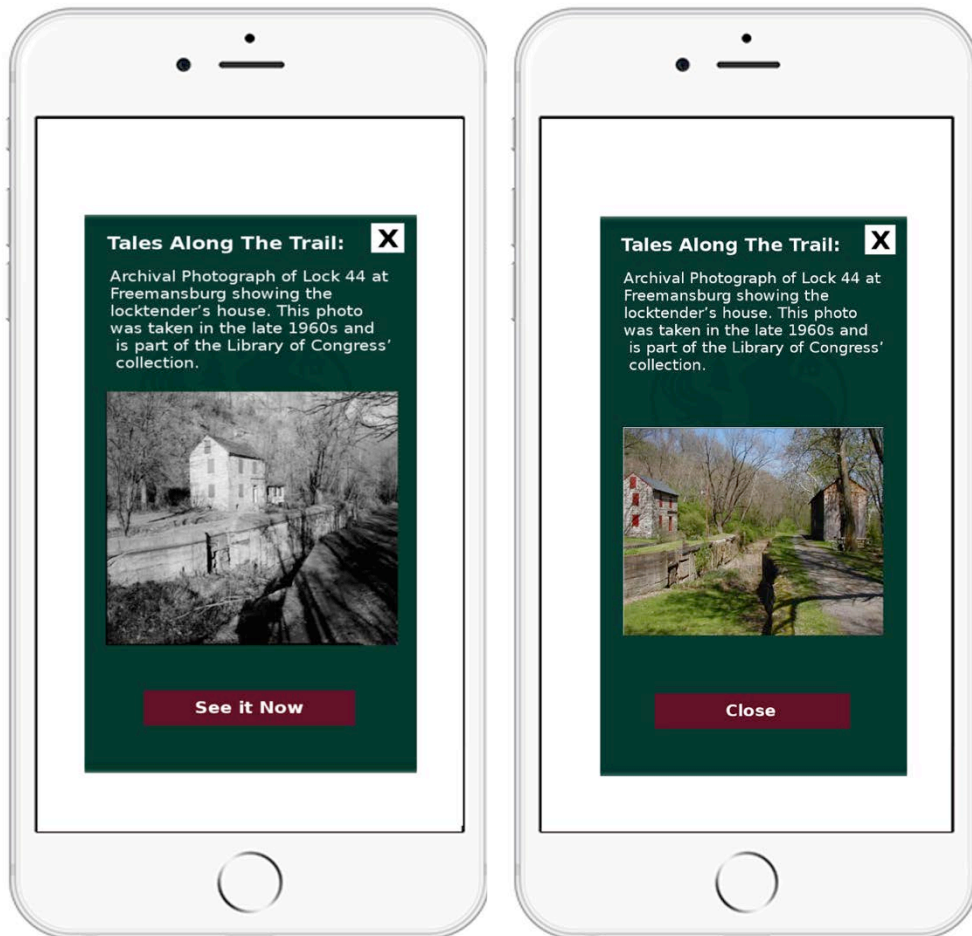 Tales Along The Trail:
X
Archival Photograph of Lock 44 at
Freemansburg showing the
locktender’s house. This photo
was taken in the late 1960s and
is part of the Library of Congress’
collection.
See it Now
Tales Along The Trail:
X
Archival Photograph of Lock 44 at
Freemansburg showing the
locktender’s house. This photo
was taken in the late 1960s and
is part of the Library of Congress’
collection.
Close